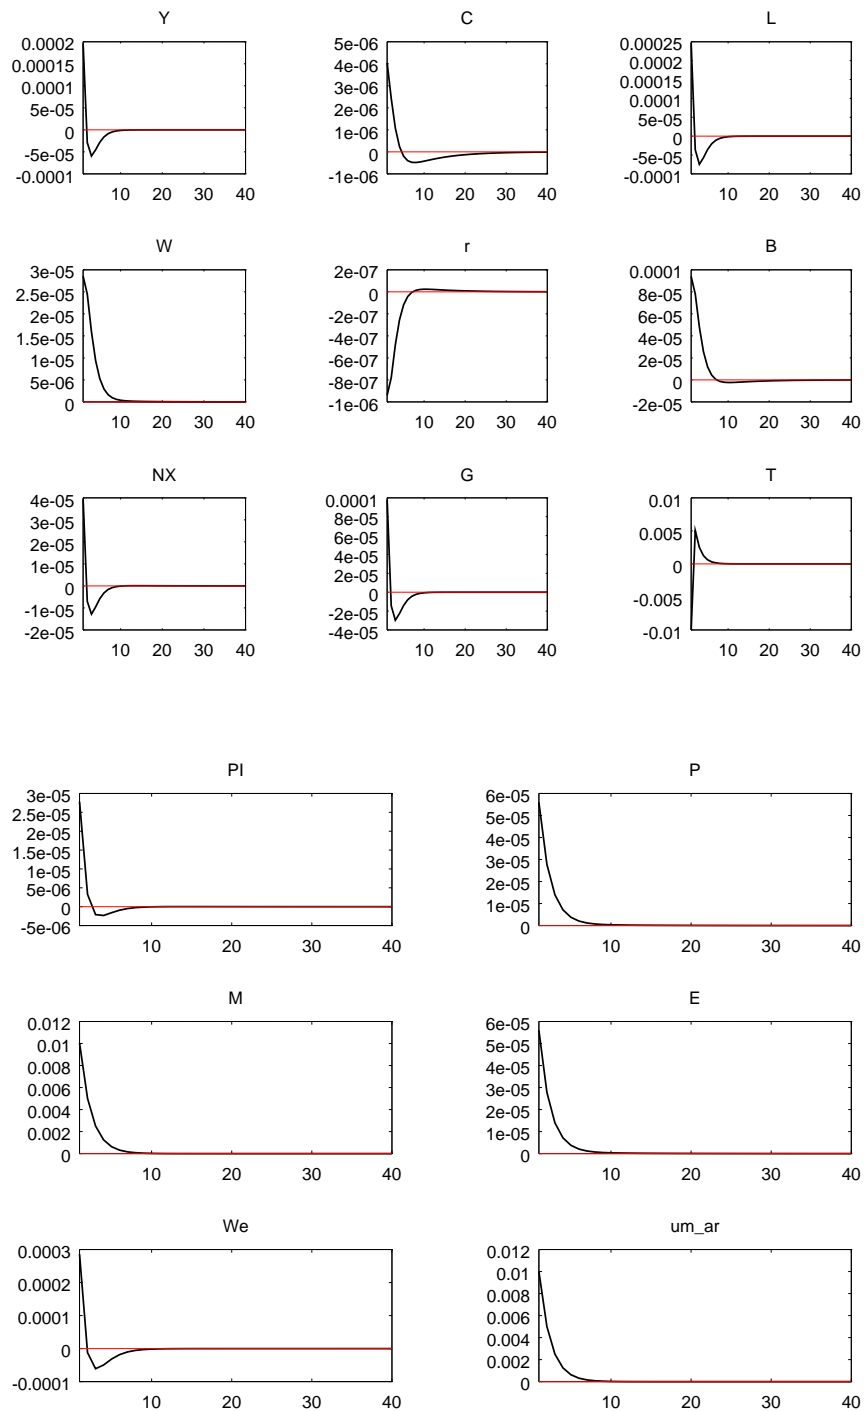 Y C L
0.0002 5e-06 0.00025
0.00015 4e-06 0.0002
0.0001 3e-06 0.00015
5e-05 2e-06 0.0001
0 1e-06 5e-05
-5e-05 0 0
-0.0001 -1e-06 -5e-05
-0.0001
10 20 30 40 10 20 30 40 10 20 30 40
W r B
3e-05 2e-07 0.0001
2.5e-05 0 8e-05
2e-05 -2e-07 6e-05
1.5e-05 -4e-07 4e-05
1e-05 -6e-07 2e-05
5e-06 -8e-07 0
0 -1e-06 -2e-05
10 20 30 40 10 20 30 40 10 20 30 40
NX G T
4e-05 0.0001 0.01
3e-05 8e-05 0.005
2e-05 6e-05 0
1e-05 4e-05 -0.005
0 2e-05 -0.01
-1e-05 0
-2e-05 -2e-05
-4e-05
10 20 30 40 10 20 30 40 10 20 30 40
PI P
3e-05 6e-05
2.5e-05 5e-05
2e-05 4e-05
1.5e-05 3e-05
1e-05 2e-05
5e-06 1e-05
0 0
-5e-06
10 20 30 40 10 20 30 40
M E
0.012 6e-05
0.01 5e-05
0.008 4e-05
0.006 3e-05
0.004 2e-05
0.002 1e-05
0 0
10 20 30 40 10 20 30 40
We um_ar
0.0003 0.012
0.0002 0.01
0.0001 0.008
0 0.006
-0.0001 0.004
0.002
0
10 20 30 40 10 20 30 40